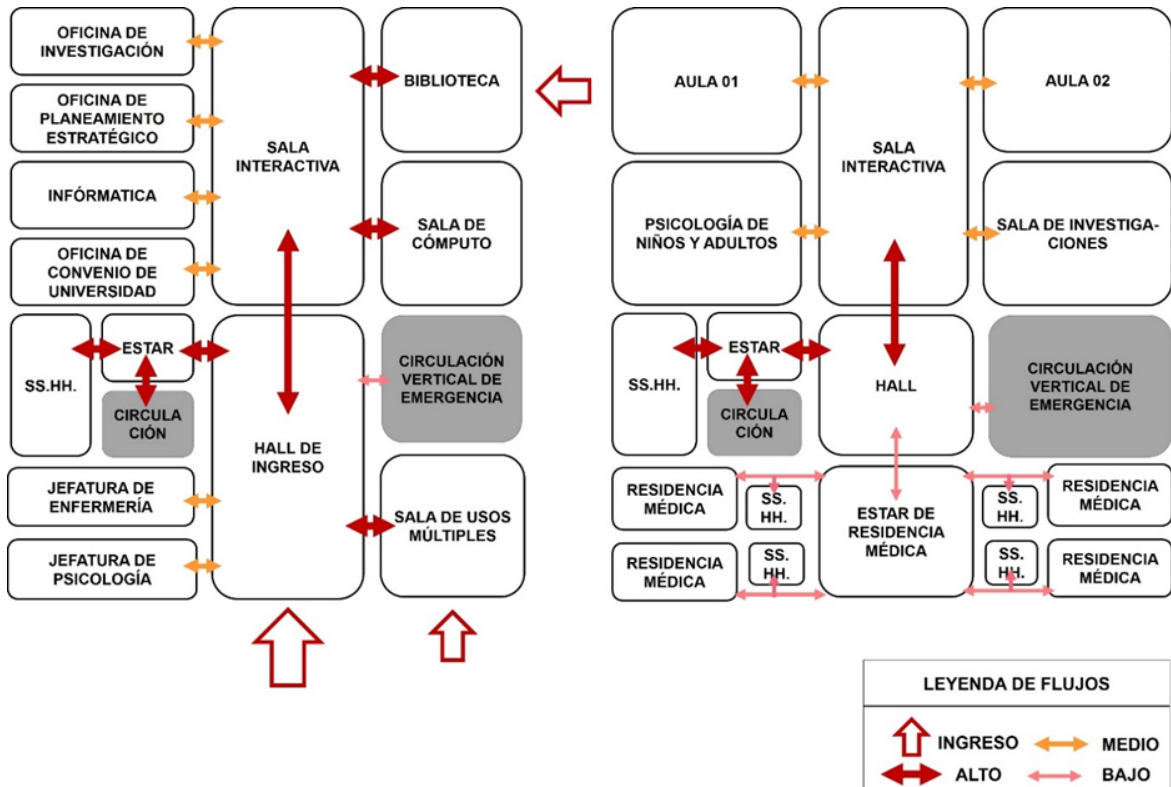 OFICINA DE
INVESTIGACIÓN
OFICINA DE
PLANEAMIENTO
ESTRATÉGICO
INFÓRMATICA
OFICINA DE
CONVENIO DE
UNIVERSIDAD
SALA
INTERACTIVA
BIBLIOTECA
SALA DE
CÓMPUTO
SS.HH.
ESTAR
CIRCULA
CIÓN
CIRCULACIÓN
VERTICAL DE
EMERGENCIA
HALL DE
INGRESO
JEFATURA DE
ENFERMERÍA
JEFATURA DE
PSICOLOGÍA
SALA DE USOS
MÚLTIPLES
AULA 01
SALA
INTERACTIVA
AULA 02
PSICOLOGÍA DE
NIÑOS Y ADULTOS
SALA DE INVESTIGA-
CIONES
SS.HH.
ESTAR
CIRCULA
CIÓN
HALL
CIRCULACIÓN
VERTICAL DE
EMERGENCIA
RESIDENCIA
MÉDICA
SS.
HH.
ESTAR DE
RESIDENCIA
MÉDICA
SS.
HH.
RESIDENCIA
MÉDICA
RESIDENCIA
MÉDICA
SS.
HH.
SS.
HH.
RESIDENCIA
MÉDICA
LEYENDA DE FLUJOS
INGRESO
MEDIO
ALTO
BAJO